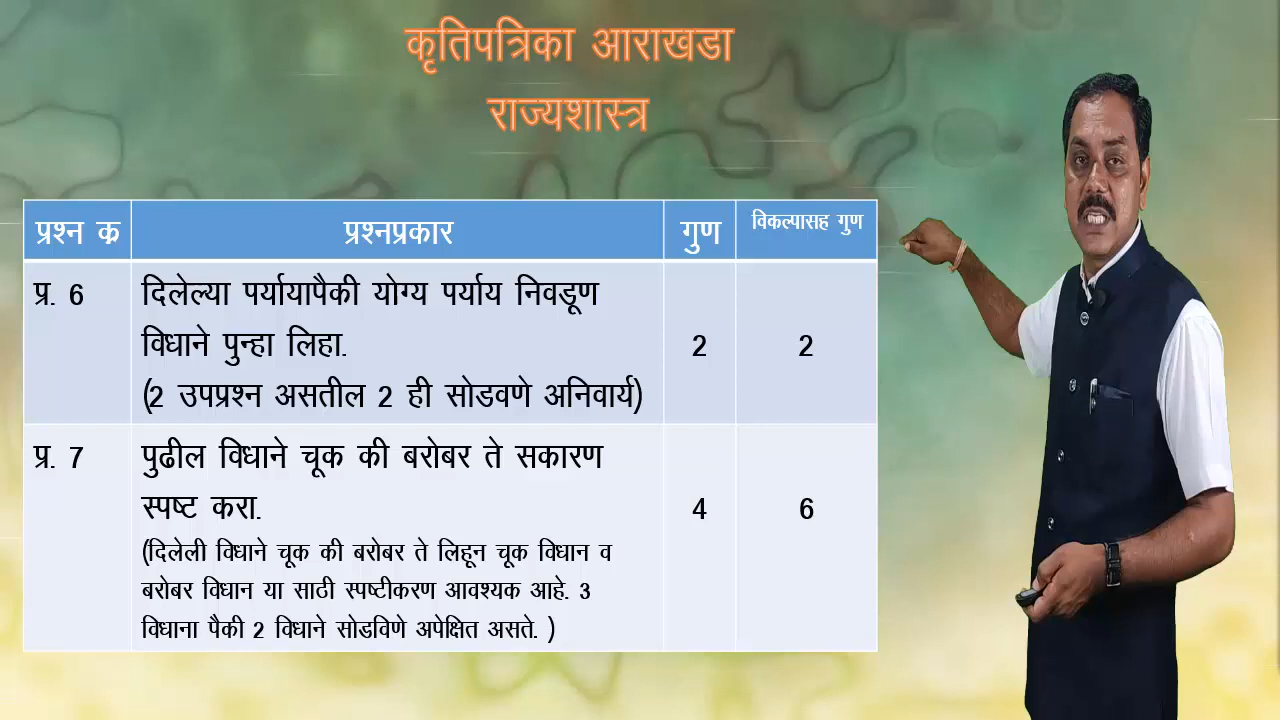 कृतिपत्रिका आराखडा
राज्यशास्त्र
प्रश्न क्र प्रश्नप्रकार गुण विकल्पासह गुण
प्र. 6 दिलेल्या पर्यायापैकी योग्य पर्याय निवडूण
विधाने पुन्हा लिहा. 2 2
(2 उपप्रश्न असतील 2 ही सोडवणे अनिवार्य)
प्र. 7 पुढील विधाने चूक की बरोबर ते सकारण
स्पष्ट करा. 4 6
(दिलेली विधाने चूक की बरोबर ते लिहून चूक विधान व
बरोबर विधान या साठी स्पष्टीकरण आवश्यक आहे. 3
विधाना पैकी 2 विधाने सोडविणे अपेक्षित असते. )